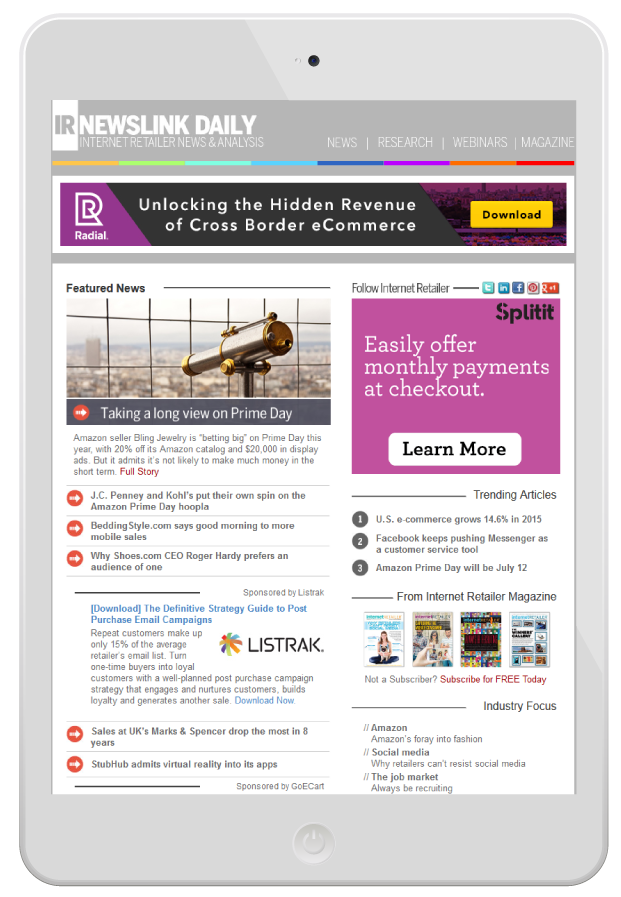 IR NEWSLINK DAILY
INTERNET RETAILER NEWS & ANALYSIS
NEWS | RESEARCH | WEBINARS | MAGAZINE
Radial.
Unlocking the Hidden Revenue
of Cross Border eCommerce
Download
Featured News
Taking a long view on Prime Day
Amazon seller Bling Jewelry is "betting big" on Prime Day this
year, with 20% off its Amazon catalog and $20,000 in display
ads. But it admits it's not likely to make much money in the
short term. Full Story
J.C. Penney and Kohl's put their own spin on the
Amazon Prime Day hoopla
BeddingStyle.com says good morning to more
mobile sales
Why Shoes.com CEO Roger Hardy prefers an
audience of one
Sponsored by Listrak
[Download] The Definitive Strategy Guide to Post
Purchase Email Campaigns
Repeat customers make up
only 15% of the average
retailer's email list. Turn
one-time buyers into loyal
customers with a well-planned post purchase campaign
strategy that engages and nurtures customers, builds
loyalty and generates another sale. Download Now.
LISTRAK
Sales at UK's Marks & Spencer drop the most in 8
years
StubHub admits virtual reality into its apps
Sponsored by GoECart
Follow Internet Retailer
Splitit
Easily offer
monthly payments
at checkout.
Learn More
Trending Articles
1 U.S. e-commerce grows 14.6% in 2015
2 Facebook keeps pushing Messenger as
a customer service tool
3 Amazon Prime Day will be July 12
From Internet Retailer Magazine
Not a Subscriber? Subscribe for FREE Today
Industry Focus
// Amazon
Amazon's foray into fashion
// Social media
Why retailers can't resist social media
// The job market
Always be recruiting